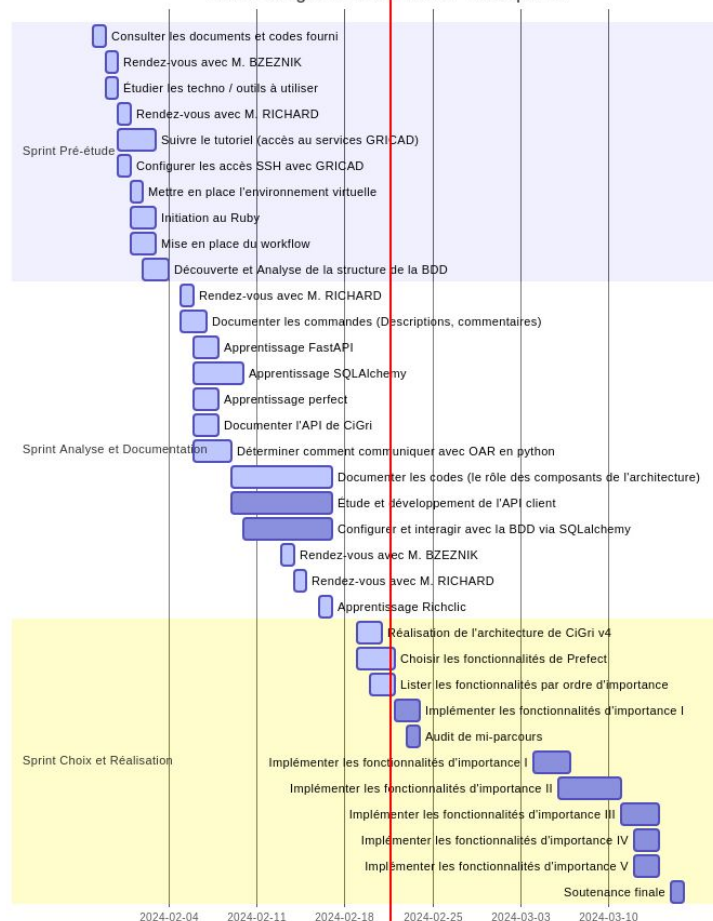 Consulter les documents et codes fourni
Rendez-vous avec M. BZEZNIK
Étudier les techno / outils à utiliser
Rendez-vous avec M. RICHARD
Suivre le tutoriel (accès au services GRICAD)
Sprint Pré-étude
Configurer les accès SSH avec GRICAD
Mettre en place l'environnement virtuelle
Initiation au Ruby
Mise en place du workflow
Découverte et Analyse de la structure de la BDD
Rendez-vous avec M. RICHARD
Documenter les commandes (Descriptions, commentaires)
Apprentissage FastAPI
Apprentissage SQLAlchemy
Apprentissage perfect
Documenter l'API de CiGri
Sprint Analyse et Documentation
Déterminer comment communiquer avec OAR en python
Documenter les codes (le rôle des composants de l'architecture)
Étude et développement de l'API client
Configurer et interagir avec la BDD via SQLalchemy
Rendez-vous avec M. BZEZNIK
Rendez-vous avec M. RICHARD
Apprentissage Richclic
Réalisation de l'architecture de CiGri v4
Choisir les fonctionnalités de Prefect
Lister les fonctionnalités par ordre d'importance
Implémenter les fonctionnalités d'importance I
Audit de mi-parcours
Sprint Choix et Réalisation
Implémenter les fonctionnalités d'importance I
Implémenter les fonctionnalités d'importance II
Implémenter les fonctionnalités d'importance III
Implémenter les fonctionnalités d'importance IV
Implémenter les fonctionnalités d'importance V
Soutenance finale
2024-02-04 2024-02-11 2024-02-18 2024-02-25 2024-03-03 2024-03-10